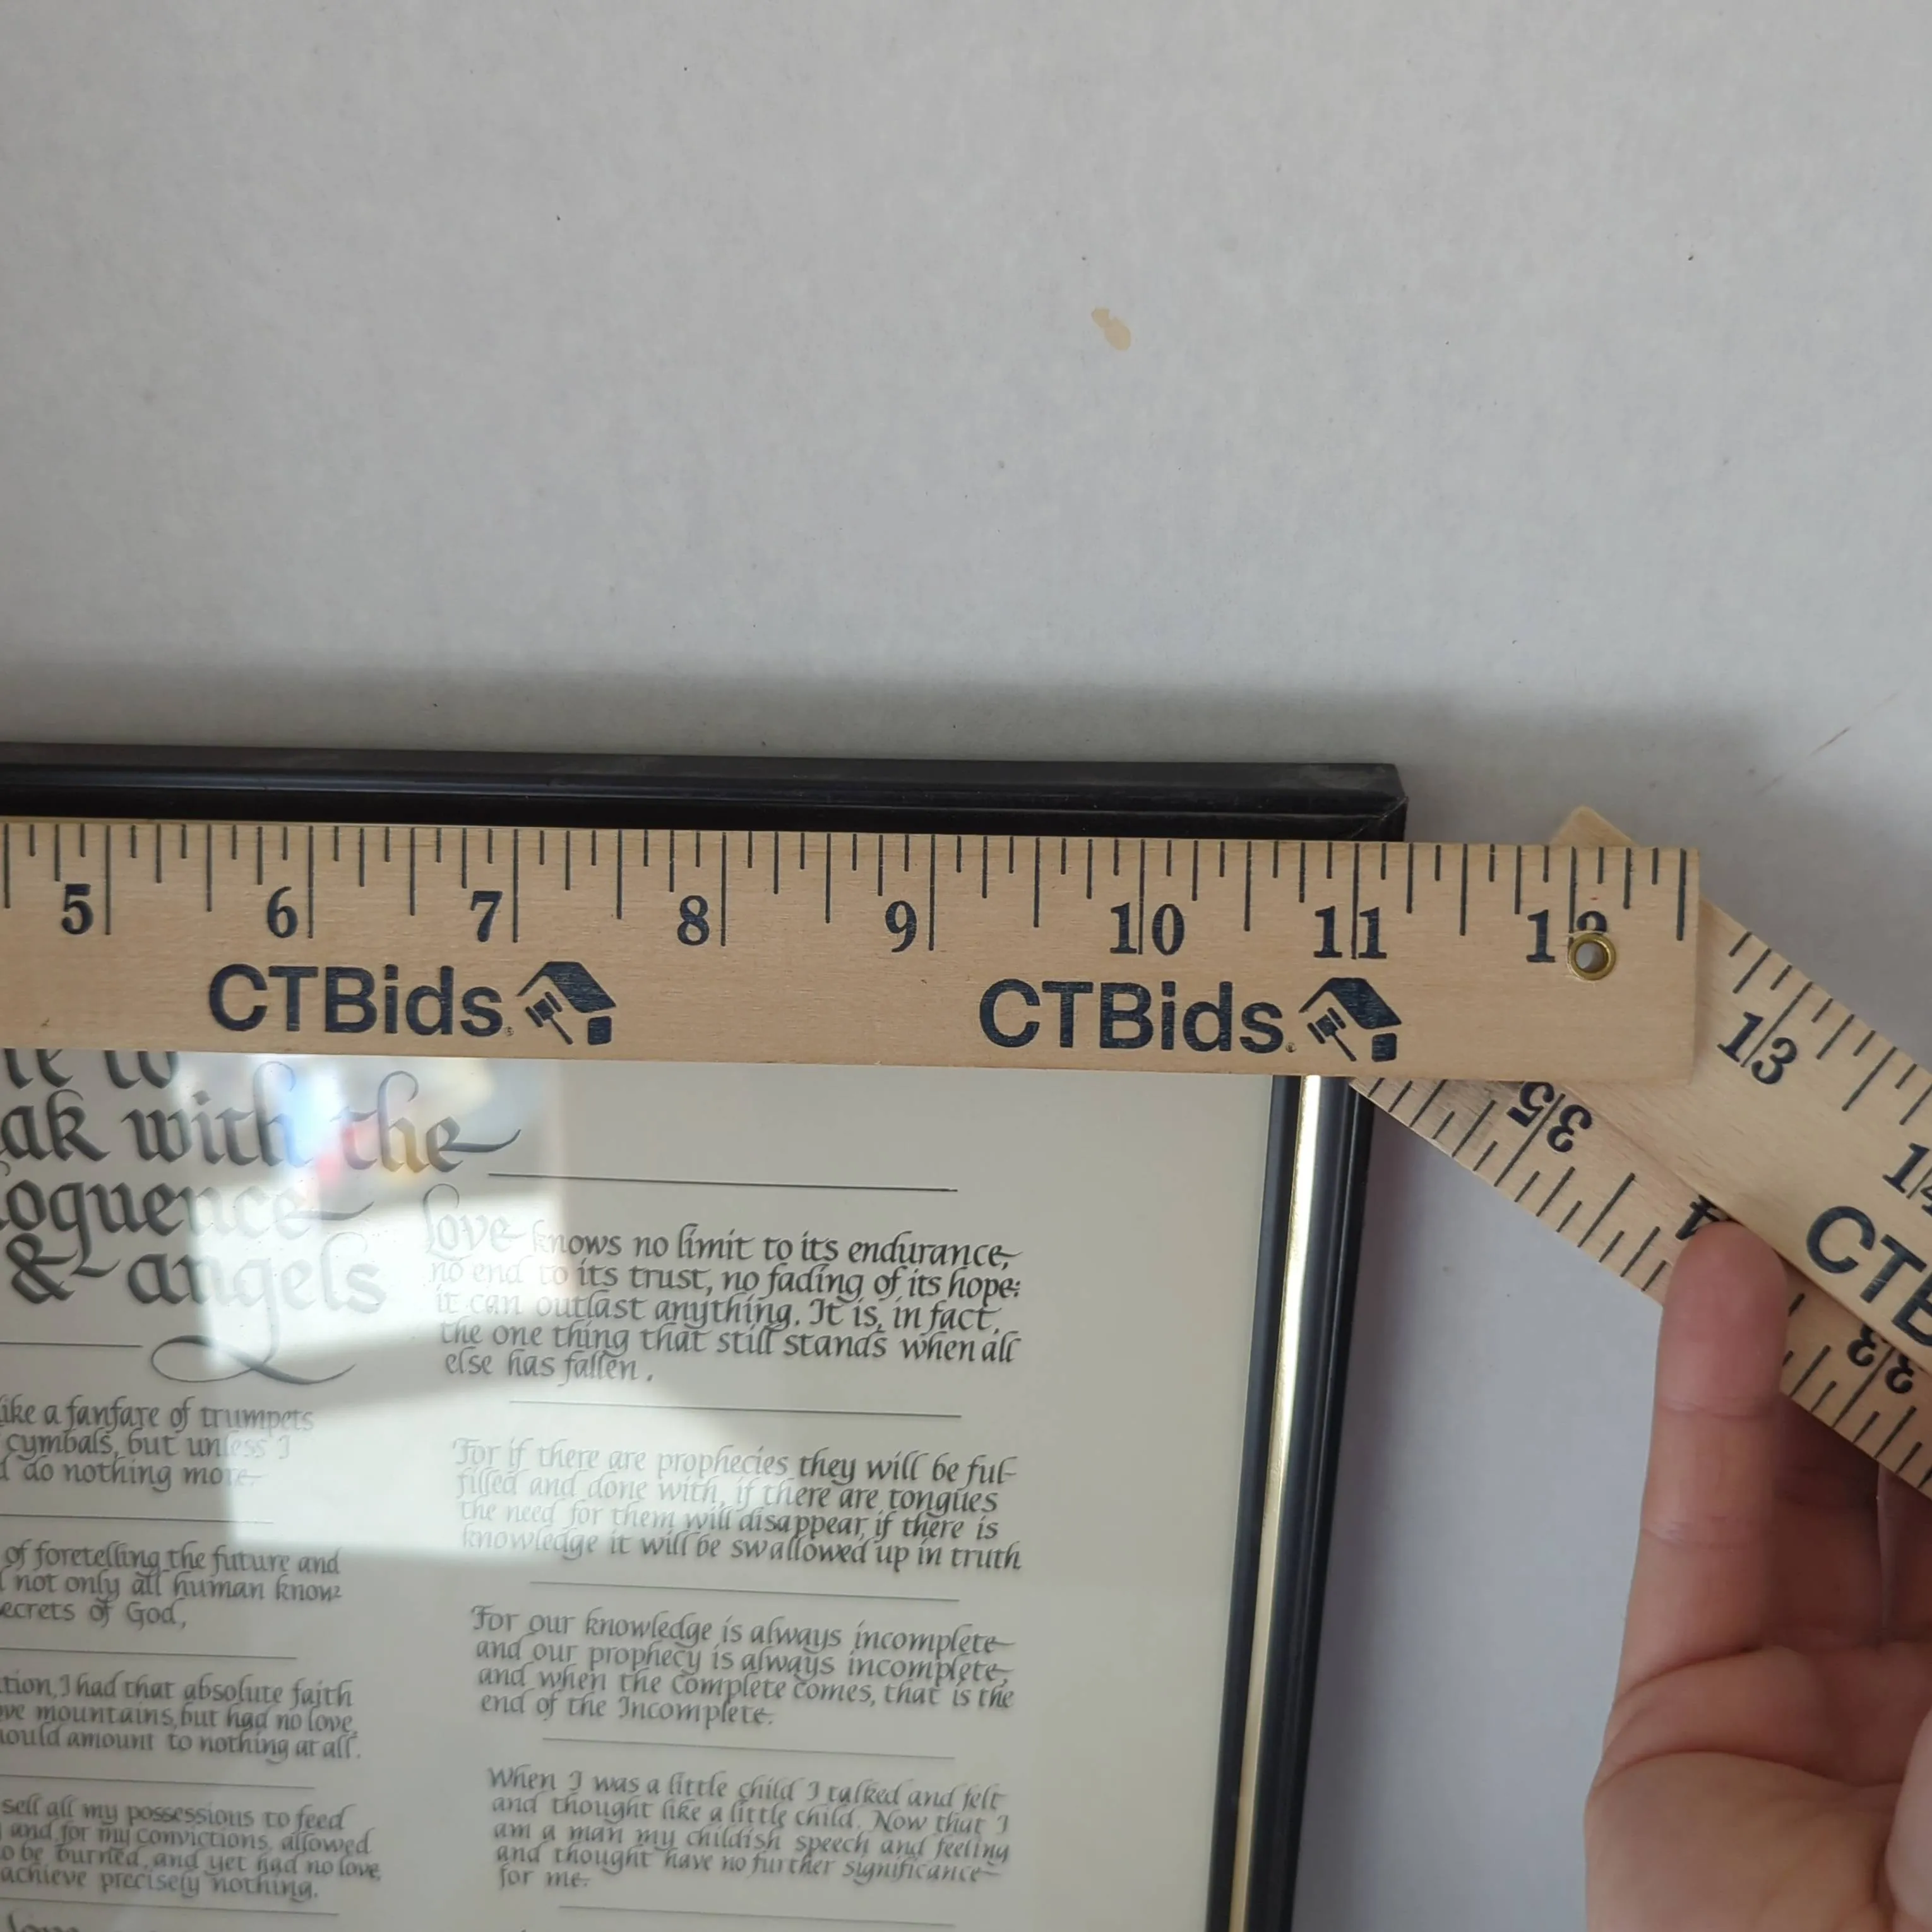 5 6 7 8 9 10 11 12
CTBids CTBids
13
35
14
CTB
33
ak with the
oquence
& angels
like a fanfare of trumpets
cymbals, but unless I
do nothing more
of foretelling the future and
not only all human know-
ecrets of God,
tion, I had that absolute faith
ove mountains, but had no love,
ould amount to nothing at all.
sell all my possessions to feed
and for my convictions, allowed
o be burned, and yet had no love,
achieve precisely nothing.
Love knows no limit to its endurance,
no end to its trust, no fading of its hope:
it can outlast anything. It is, in fact,
the one thing that still stands when all
else has fallen.
For if there are prophecies they will be ful-
filled and done with, if there are tongues
the need for them will disappear, if there is
knowledge it will be swallowed up in truth
For our knowledge is always incomplete
and our prophecy is always incomplete,
and when the complete comes, that is the
end of the Incomplete.
When I was a little child I talked and felt
and thought like a little child. Now that I
am a man my childish speech and feeling
and thought have no further significance
for me.